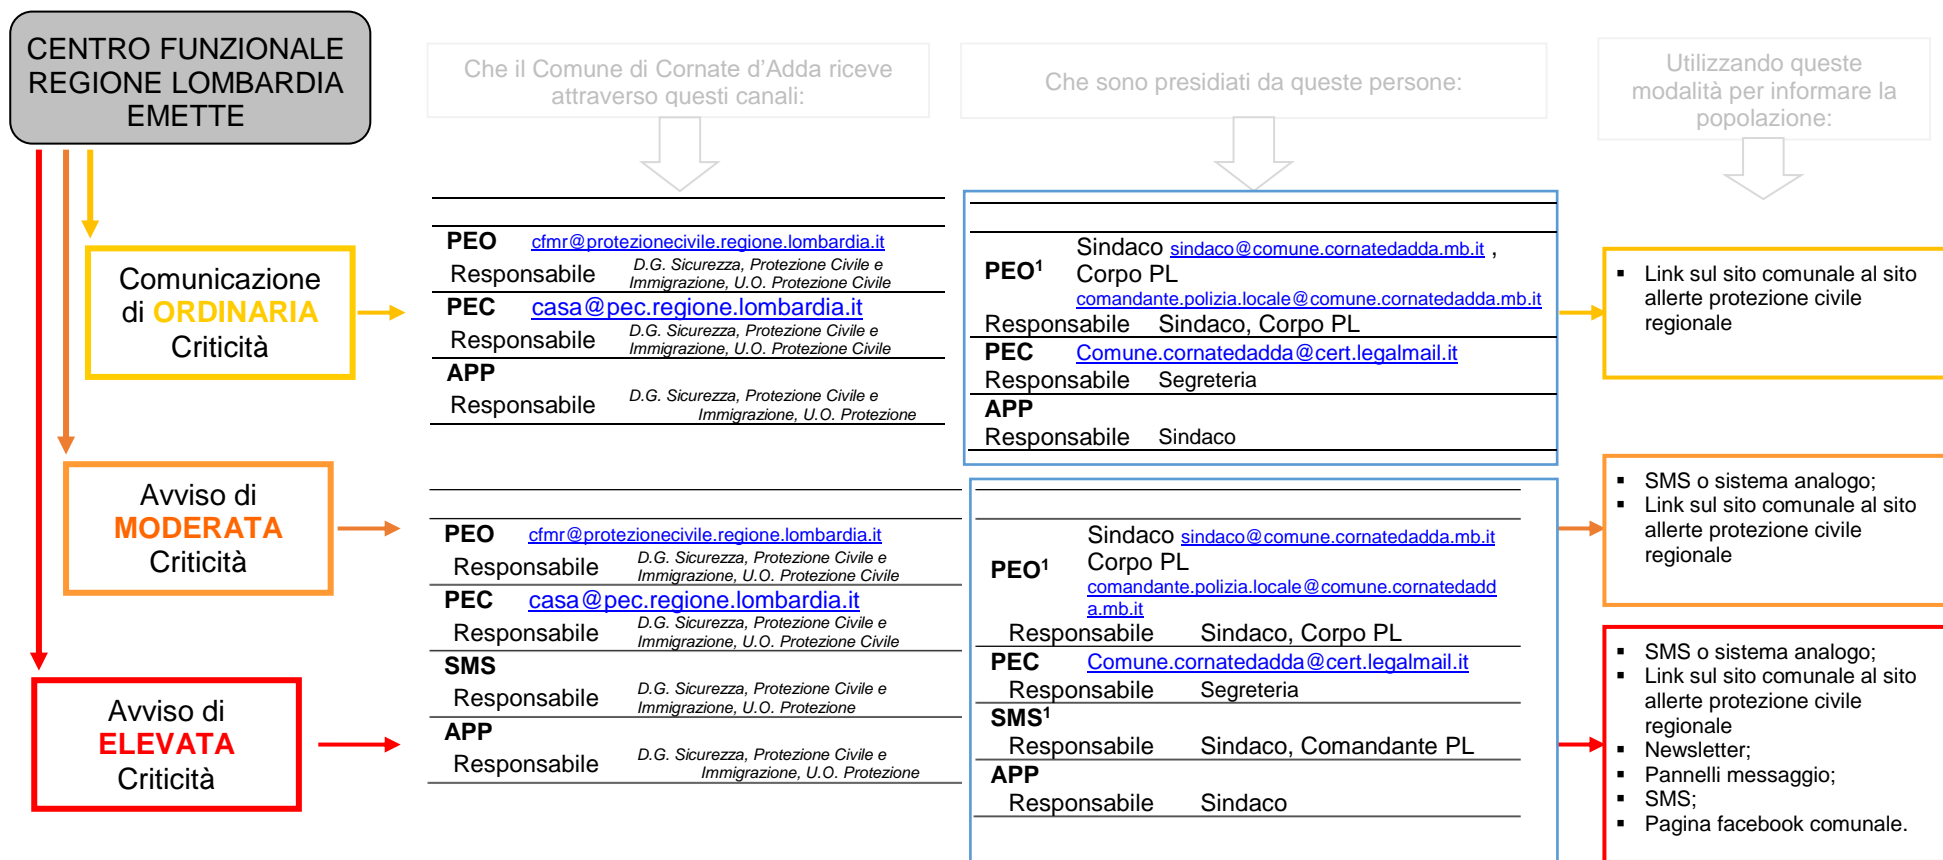 CENTRO FUNZIONALE
REGIONE LOMBARDIA
EMETTE
Che il Comune di Cornate d'Adda riceve
attraverso questi canali:
Che sono presidiati da queste persone:
Utilizzando queste
modalità per informare la
popolazione:
Comunicazione
di ORDINARIA
Criticità
PEO cfmr@protezionecivile.regione.lombardia.it
Responsabile D.G. Sicurezza, Protezione Civile e
Immigrazione, U.O. Protezione Civile
PEC casa@pec.regione.lombardia.it
Responsabile D.G. Sicurezza, Protezione Civile e
Immigrazione, U.O. Protezione Civile
APP
Responsabile D.G. Sicurezza, Protezione Civile e
Immigrazione, U.O. Protezione
Sindaco sindaco@comune.cornatedadda.mb.it ,
PEO¹ Corpo PL
comandante.polizia.locale@comune.cornatedadda.mb.it
Responsabile Sindaco, Corpo PL
PEC Comune.cornatedadda@cert.legalmail.it
Responsabile Segreteria
APP
Responsabile Sindaco
▪ Link sul sito comunale al sito
allerte protezione civile
regionale
Avviso di
MODERATA
Criticità
Avviso di
ELEVATA
Criticità
PEO cfmr@protezionecivile.regione.lombardia.it
Responsabile D.G. Sicurezza, Protezione Civile e
Immigrazione, U.O. Protezione Civile
PEC casa@pec.regione.lombardia.it
Responsabile D.G. Sicurezza, Protezione Civile e
Immigrazione, U.O. Protezione Civile
SMS
Responsabile D.G. Sicurezza, Protezione Civile e
Immigrazione, U.O. Protezione
APP
Responsabile D.G. Sicurezza, Protezione Civile e
Immigrazione, U.O. Protezione
Sindaco sindaco@comune.cornatedadda.mb.it
PEO¹ Corpo PL
comandante.polizia.locale@comune.cornatedadd
a.mb.it
Responsabile Sindaco, Corpo PL
PEC Comune.cornatedadda@cert.legalmail.it
Responsabile Segreteria
SMS¹
Responsabile Sindaco, Comandante PL
APP
Responsabile Sindaco
▪ SMS o sistema analogo;
▪ Link sul sito comunale al sito
allerte protezione civile
regionale
▪ SMS o sistema analogo;
▪ Link sul sito comunale al sito
allerte protezione civile
regionale
▪ Newsletter;
▪ Pannelli messaggio;
▪ SMS;
▪ Pagina facebook comunale.